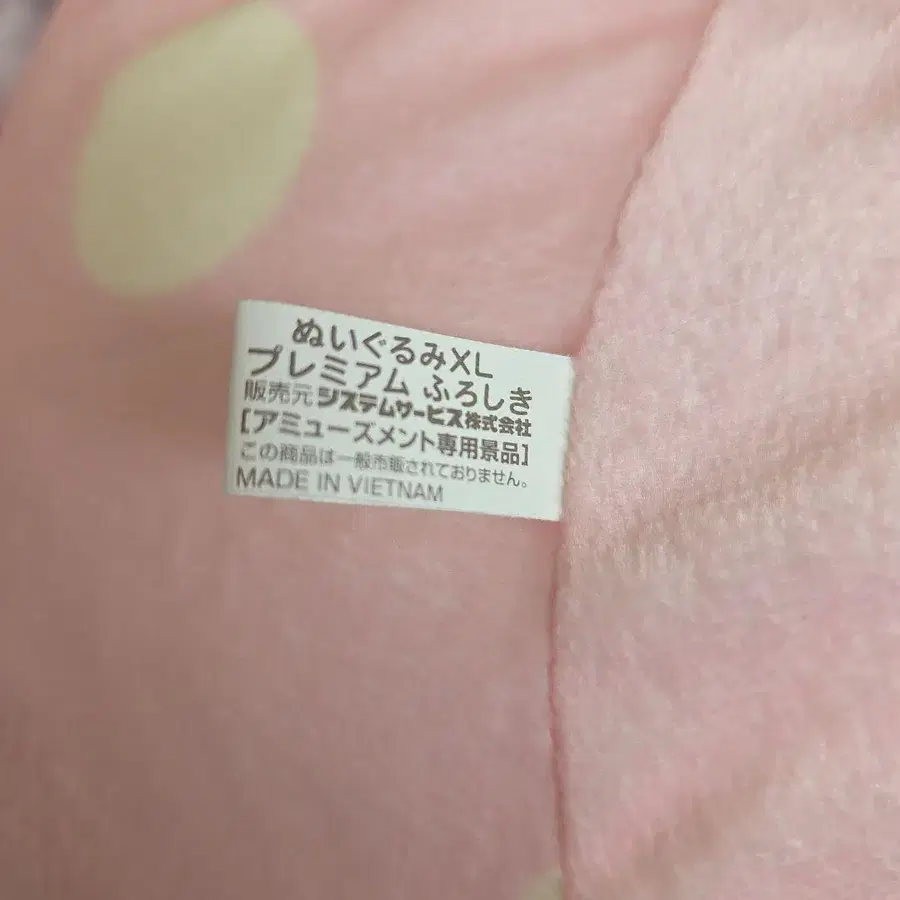 ぬいぐるみXL
プレミアム ふろしき
販売元 システムサービス株式会社
[アミューズメント専用景品]
この商品は一般市販されておりません。
MADE IN VIETNAM